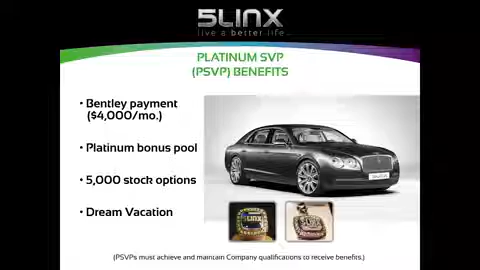 5LINX
live a better life
PLATINUM SVP
(PSVP) BENEFITS
• Bentley payment
($4,000/mo.)
• Platinum bonus pool
• 5,000 stock options
• Dream Vacation
5LINX
(PSVPs must achieve and maintain Company qualifications to receive benefits.)